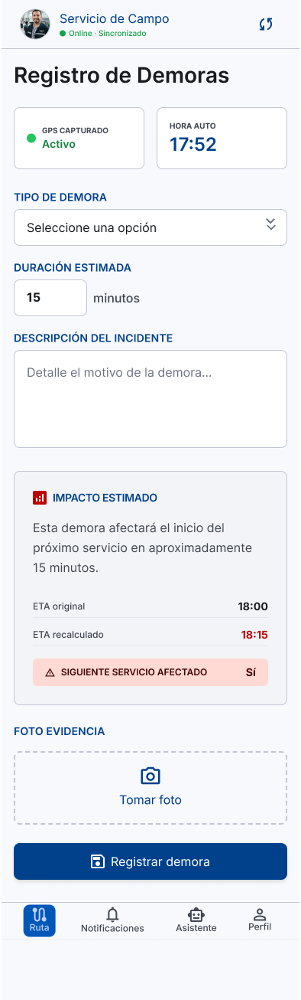 Servicio de Campo
Online · Sincronizado
Registro de Demoras
GPS CAPTURADO
Activo
HORA AUTO
17:52
TIPO DE DEMORA
Seleccione una opción
DURACIÓN ESTIMADA
15 minutos
DESCRIPCIÓN DEL INCIDENTE
Detalle el motivo de la demora...
IMPACTO ESTIMADO
Esta demora afectará el inicio del
próximo servicio en aproximadamente
15 minutos.
ETA original 18:00
ETA recalculado 18:15
SIGUIENTE SERVICIO AFECTADO Sí
FOTO EVIDENCIA
Tomar foto
Registrar demora
Ruta Notificaciones Asistente Perfil